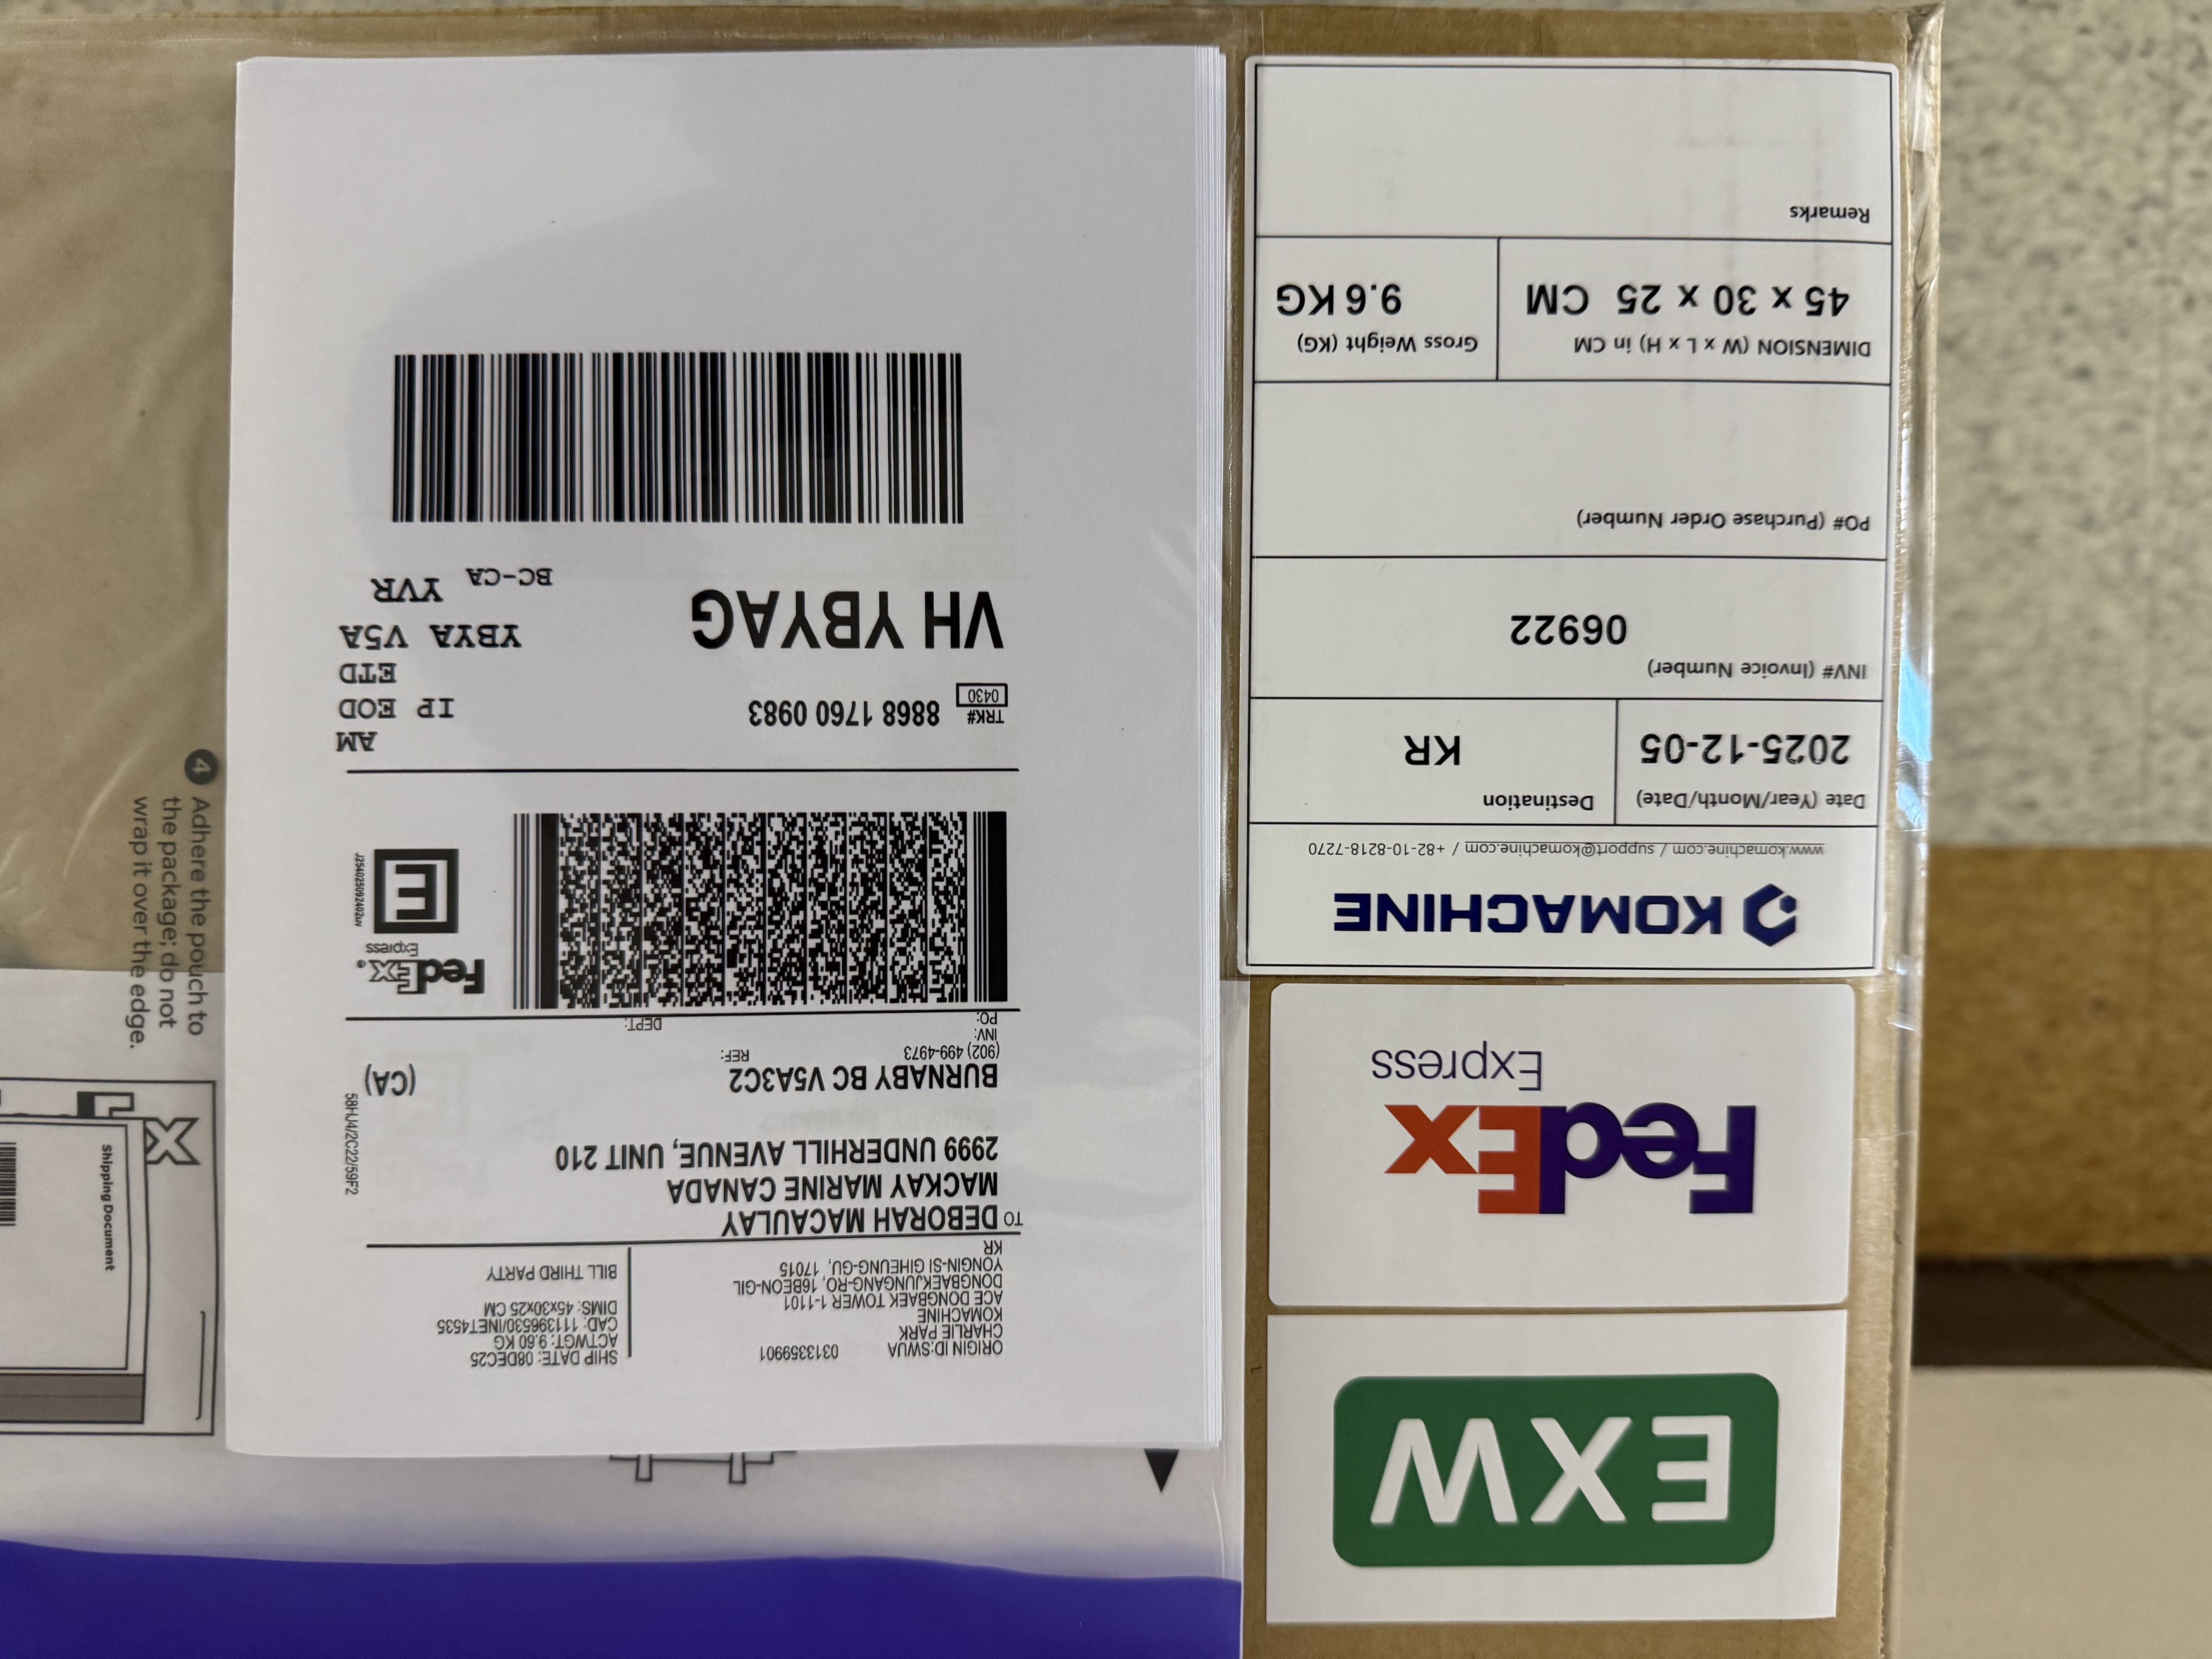 ORIGIN ID:SWUA 0313359901
CHARLIE PARK
KOMACHINE
ACE DONGBAEK TOWER 1-1101
DONGBAEKJUNGANG-RO, 16BEON-GIL
YONGIN-SI GIHEUNG-GU, 17015
KR
SHIP DATE: 08DEC25
ACTWGT: 9.60 KG
CAD: 111396530/INET4535
DIMS: 45x30x25 CM
BILL THIRD PARTY
TO DEBORAH MACAULAY
MACKAY MARINE CANADA
2999 UNDERHILL AVENUE, UNIT 210
BURNABY BC V5A3C2
(CA)
(902) 499-4973
REF:
INV:
PO:
DEPT:
58HJ4/2C22/59F2
FedEx®
Express
E
J254025092402uv
TRK#
0430
8868 1760 0983
AM
IP EOD
ETD
VH YBYAG
YBYA V5A
BC-CA YVR
EXW
FedEx
Express
KOMACHINE
www.komachine.com / support@komachine.com / +82-10-8218-7270
Date (Year/Month/Date)
2025-12-05
Destination
KR
INV# (Invoice Number)
06922
PO# (Purchase Order Number)
DIMENSION (W x L x H) in CM
45 x 30 x 25 CM
Gross Weight (KG)
9.6 KG
Remarks
4 Adhere the pouch to
the package; do not
wrap it over the edge.
Shipping Document